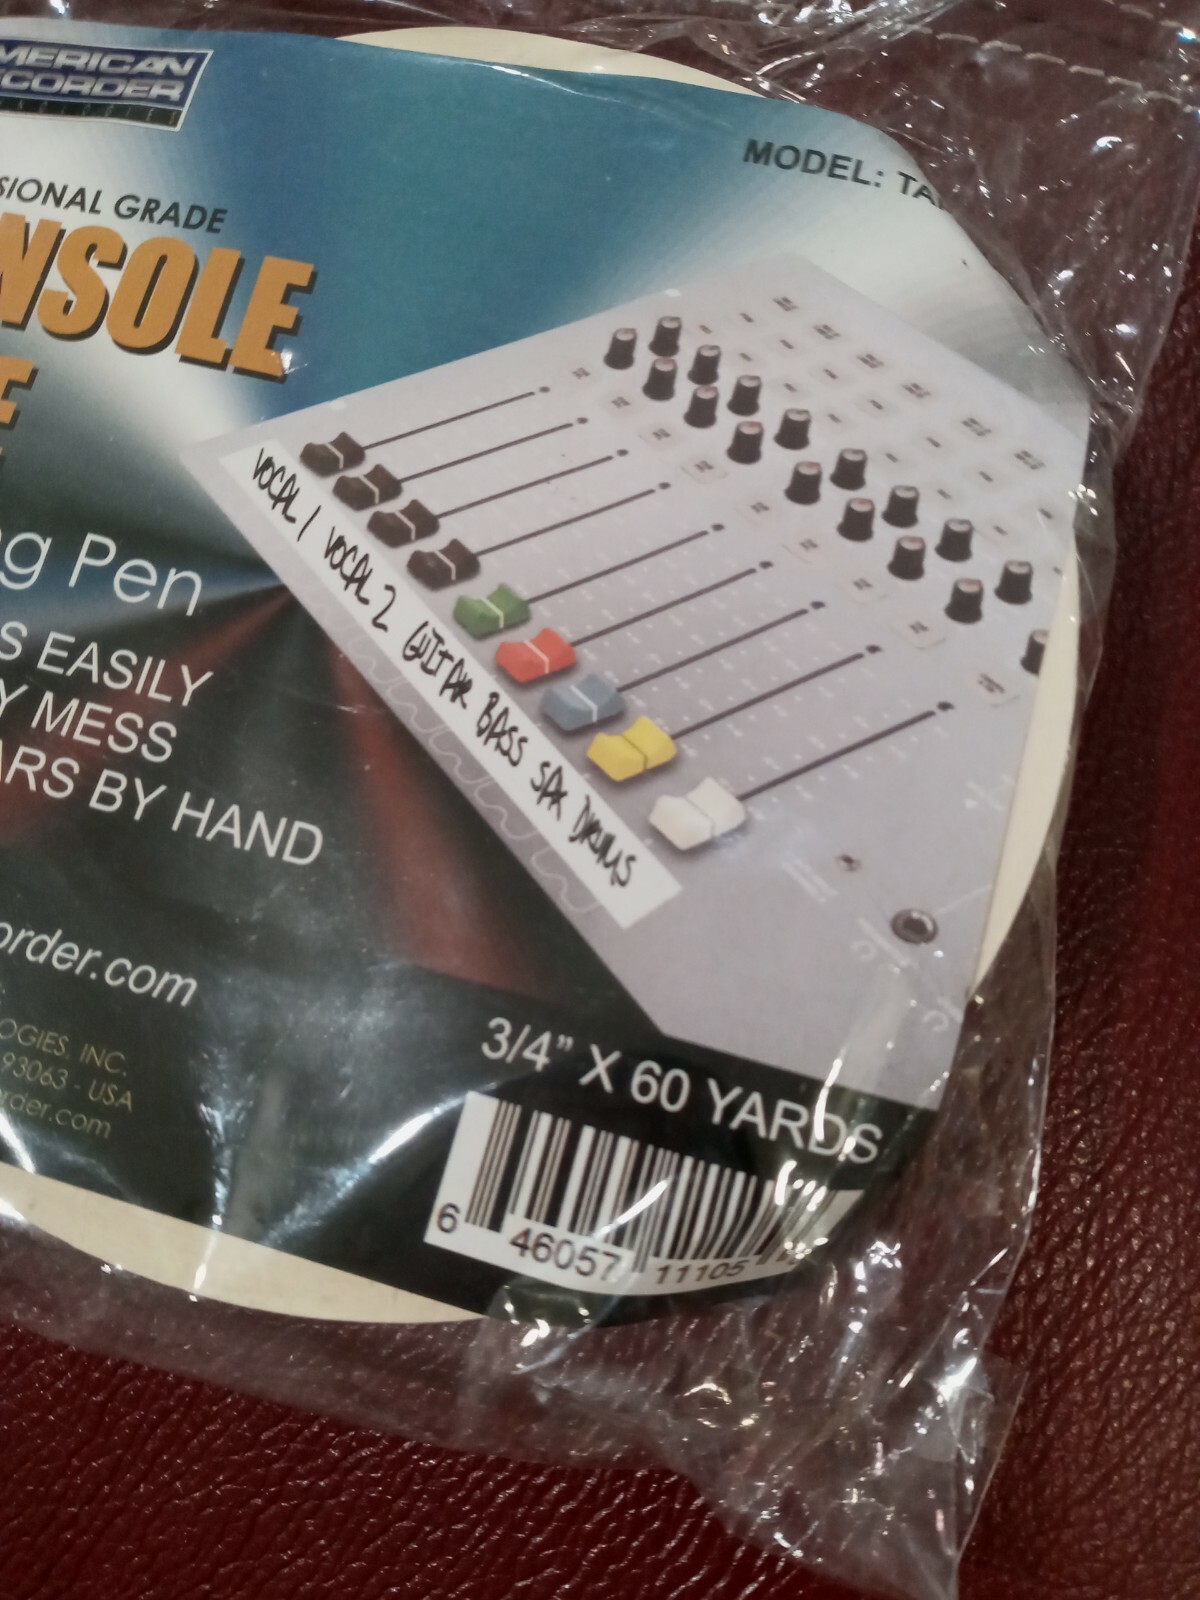 MERICAN
CORDER
SIONAL GRADE
NSOLE
MODEL: TA
VOCAL 1 VOCAL 2 GUITAR BASS SAX DRUMS
g Pen
S EASILY
Y MESS
ARS BY HAND
order.com
OGIES, INC.
93063 - USA
rder.com
3/4" X 60 YARDS
6 46057 11105